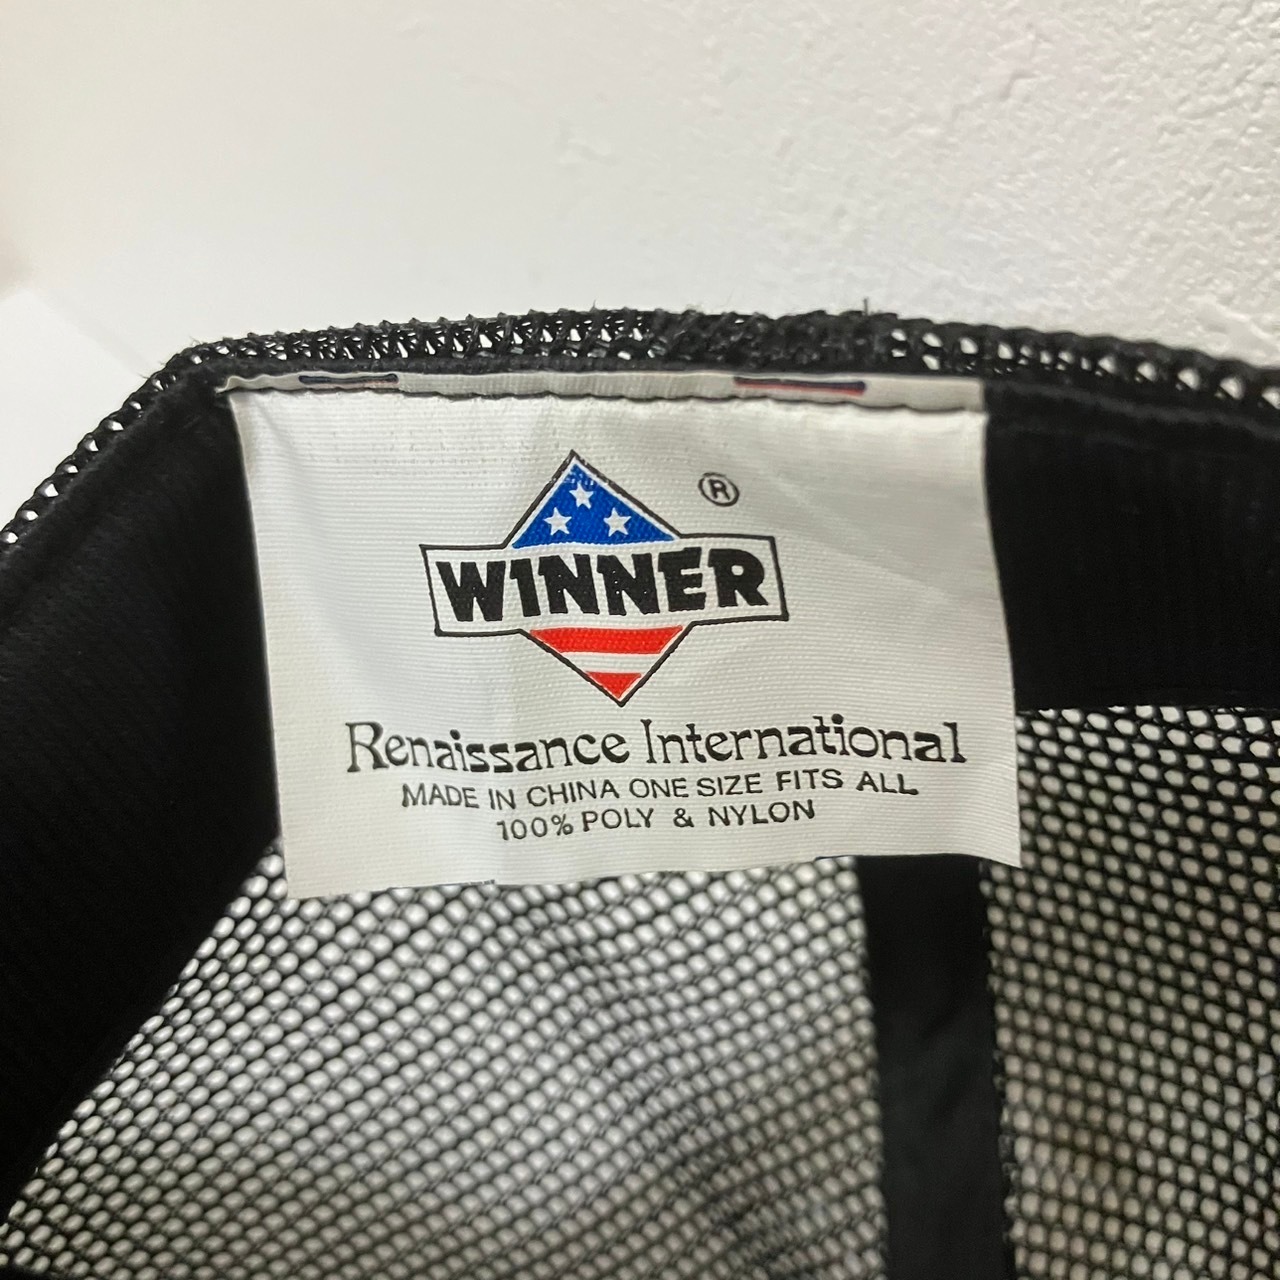 ®
WINNER
Renaissance International
MADE IN CHINA ONE SIZE FITS ALL
100% POLY & NYLON